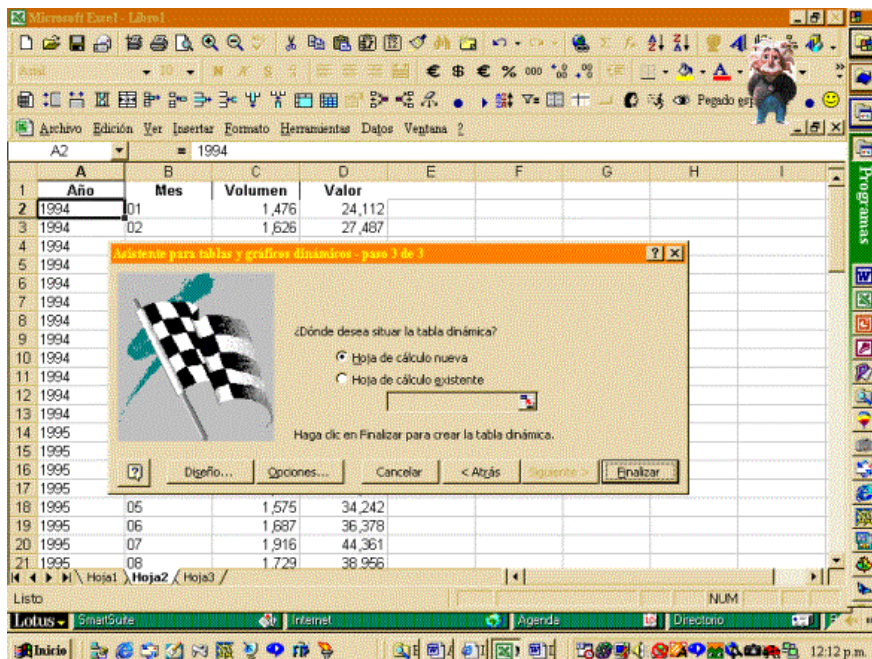 Microsoft Excel - Libro1
Arial 10 N K S € $ € % 000
Pegado esp
Archivo Edición Ver Insertar Formato Herramientas Datos Ventana ?
A2 = 1994
A B C D E F G H I
1 Año Mes Volumen Valor
2 1994 01 1,476 24,112
3 1994 02 1,626 27,487
4 1994
5 1994
6 1994
7 1994
8 1994
9 1994
10 1994
11 1994
12 1994
13 1994
14 1995
15 1995
16 1995
17 1995
18 1995 05 1,575 34,242
19 1995 06 1,687 36,378
20 1995 07 1,916 44,361
21 1995 08 1,729 38,956
Asistente para tablas y gráficos dinámicos - paso 3 de 3
¿Dónde desea situar la tabla dinámica?
Hoja de cálculo nueva
Hoja de cálculo existente
Haga clic en Finalizar para crear la tabla dinámica.
Diseño... Opciones... Cancelar < Atrás Siguiente > Finalizar
Hoja1 Hoja2 Hoja3
Listo NUM
Programas
Lotus SmartSuite Internet Agenda Directorio
Inicio 12:12 p.m.